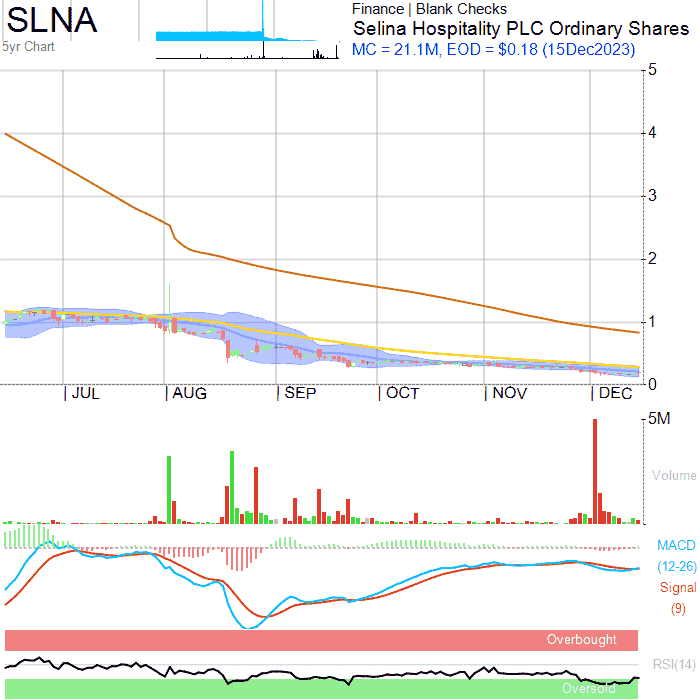 SLNA
5yr Chart
Finance | Blank Checks
Selina Hospitality PLC Ordinary Shares
MC = 21.1M, EOD = $0.18 (15Dec2023)
5
4
3
2
1
0
JUL AUG SEP OCT NOV DEC
5M
Volume
MACD
(12-26)
Signal
(9)
Overbought
RSI(14)
Oversold